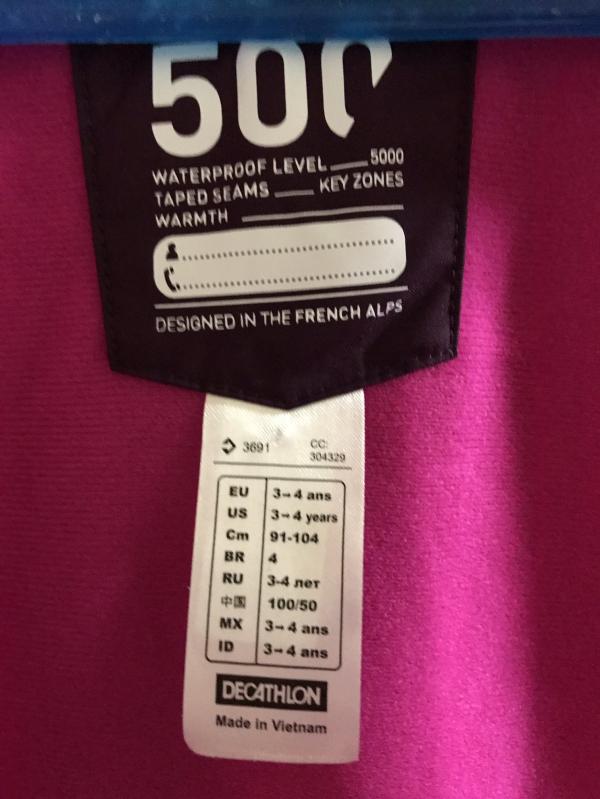 500
WATERPROOF LEVEL 5000
TAPED SEAMS KEY ZONES
WARMTH
DESIGNED IN THE FRENCH ALPS
3691 CC: 304329
EU 3→4 ans
US 3→4 years
Cm 91-104
BR 4
RU 3-4 лет
中国 100/50
MX 3→4 ans
ID 3→4 ans
DECATHLON
Made in Vietnam